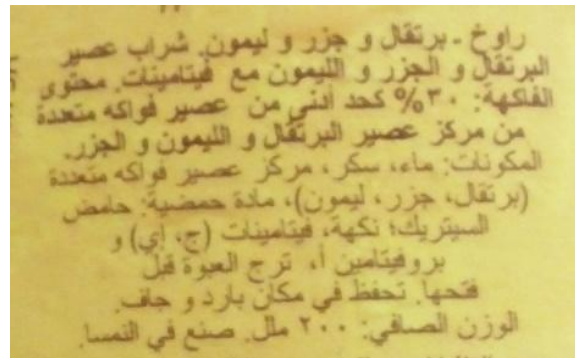 راوخ - برتقال و جزر و ليمون. شراب عصير
البرتقال و الجزر و الليمون مع فيتامينات. محتوى
الفاكهة: ٣٠% كحد أدنى من عصير فواكه متعددة
من مركز عصير البرتقال و الليمون و الجزر.
المكونات: ماء، سكر، مركز عصير فواكه متعددة
(برتقال، جزر، ليمون)، مادة حمضية: حامض
السيتريك؛ نكهة، فيتامينات (ج، إي) و
بروفيتامين أ، ترج العبوة قبل
فتحها. تحفظ في مكان بارد و جاف.
الوزن الصافي: ٢٠٠ ملل. صنع في النمسا.